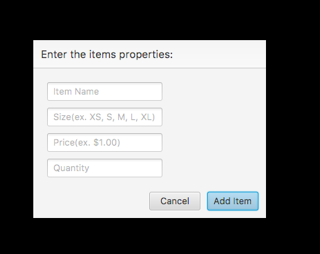 Enter the items properties:
Item Name
Size(ex. XS, S, M, L, XL)
Price(ex. $1.00)
Quantity
Cancel
Add Item